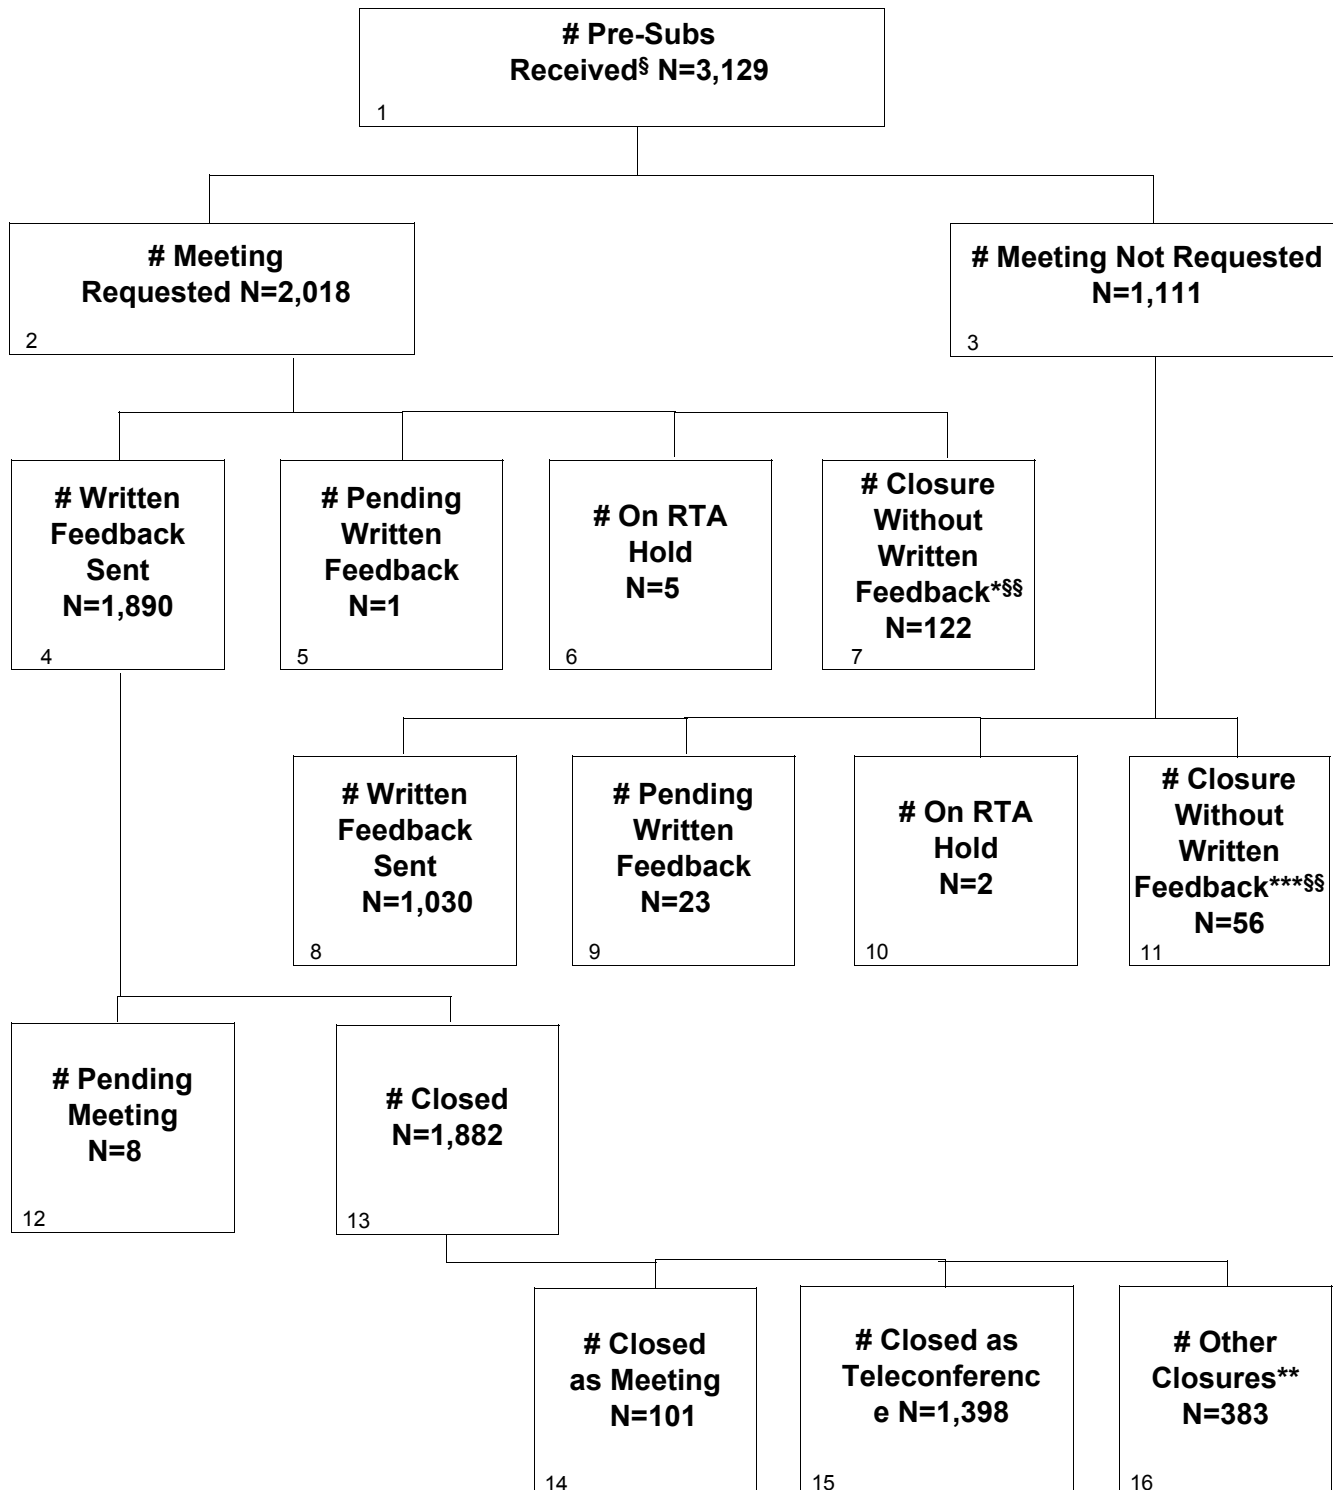 # Pre-Subs
Received§ N=3,129
1
# Meeting
Requested N=2,018
2
# Meeting Not Requested
N=1,111
3
# Written
Feedback
Sent
N=1,890
4
# Pending
Written
Feedback
N=1
5
# On RTA
Hold
N=5
6
# Closure
Without
Written
Feedback*§§
N=122
7
# Written
Feedback
Sent
N=1,030
8
# Pending
Written
Feedback
N=23
9
# On RTA
Hold
N=2
10
# Closure
Without
Written
Feedback***§§
N=56
11
# Pending
Meeting
N=8
12
# Closed
N=1,882
13
# Closed
as Meeting
N=101
14
# Closed as
Teleconferenc
e N=1,398
15
# Other
Closures**
N=383
16